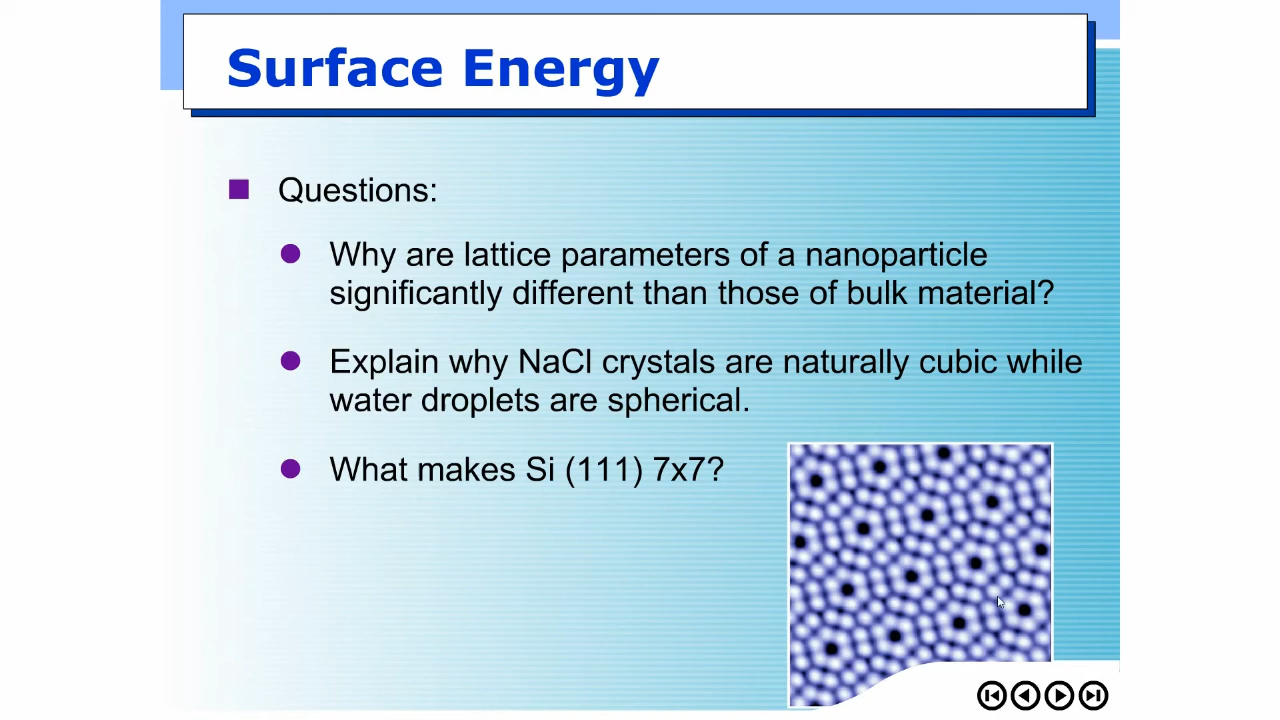 Surface Energy
Questions:
Why are lattice parameters of a nanoparticle
significantly different than those of bulk material?
Explain why NaCl crystals are naturally cubic while
water droplets are spherical.
What makes Si (111) 7x7?